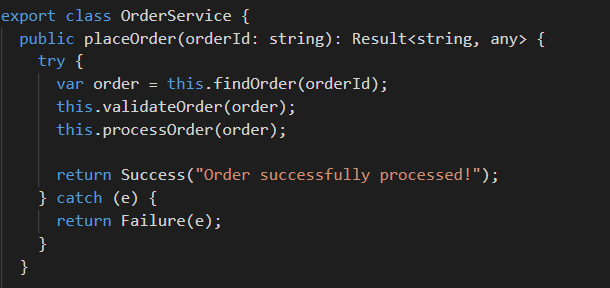 export class OrderService {
  public placeOrder(orderId: string): Result<string, any> {
    try {
      var order = this.findOrder(orderId);
      this.validateOrder(order);
      this.processOrder(order);

      return Success("Order successfully processed!");
    } catch (e) {
      return Failure(e);
    }
  }